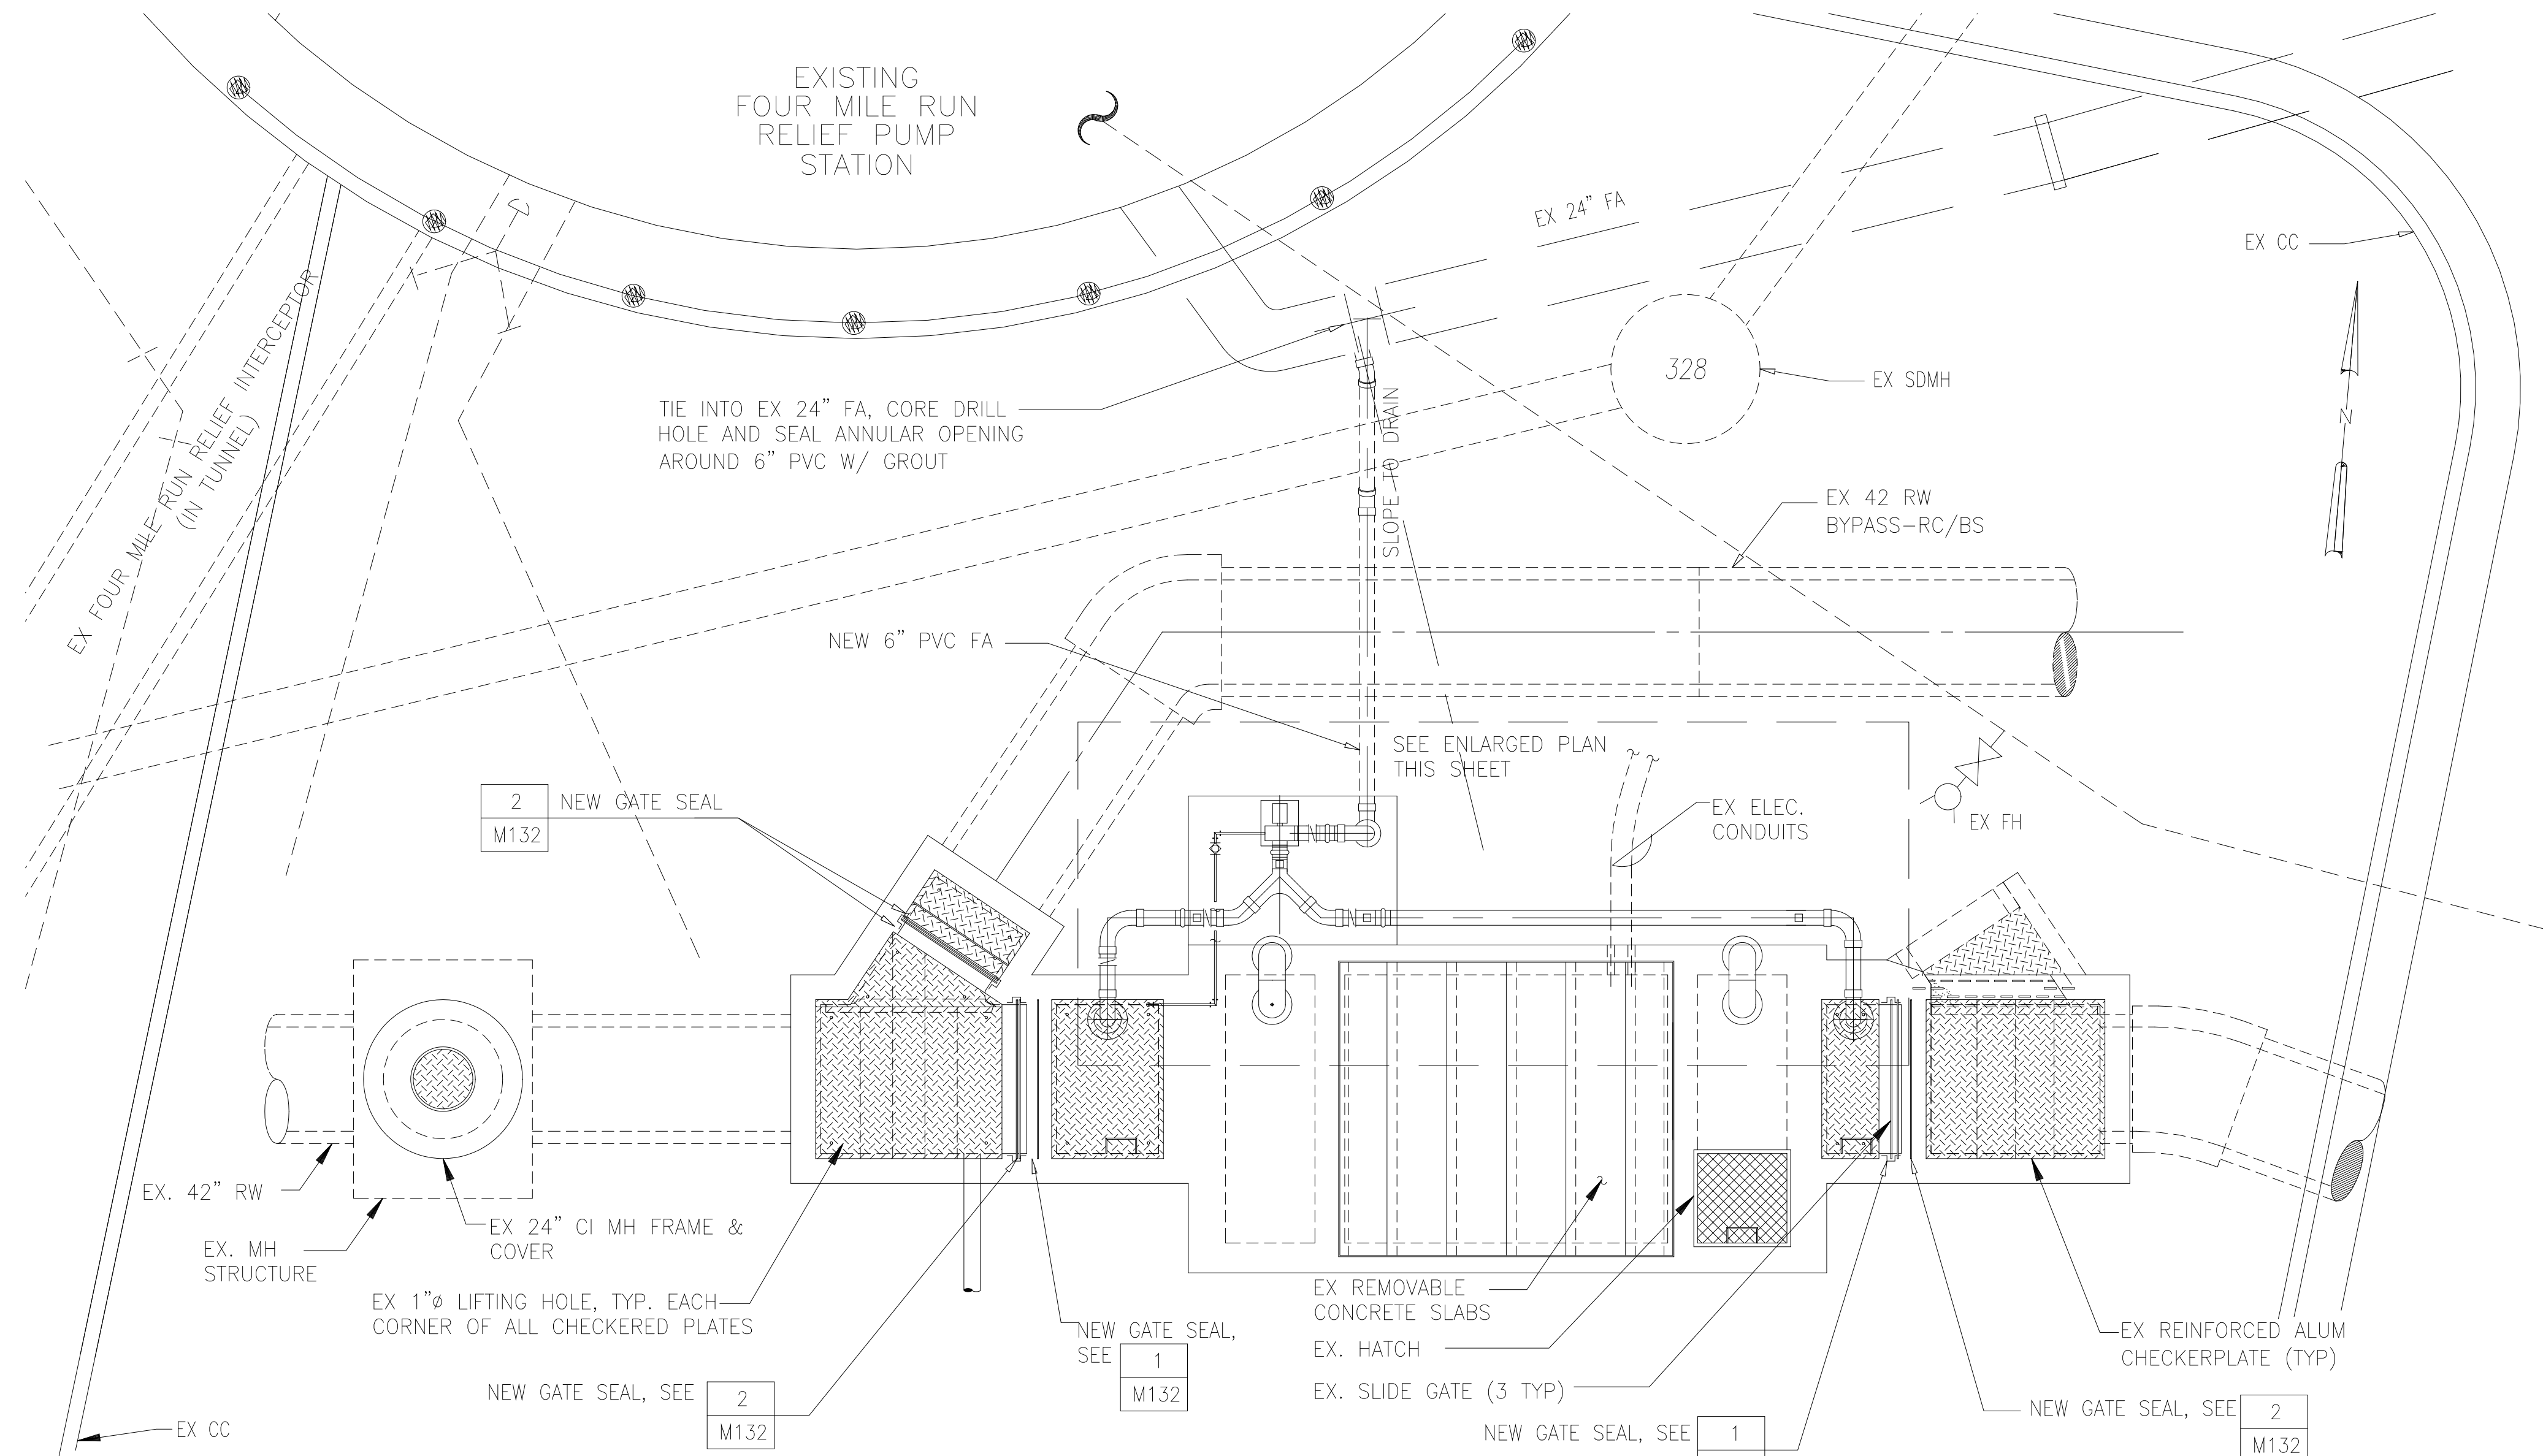 EXISTING
FOUR MILE RUN
RELIEF PUMP
STATION
EX 24" FA
EX CC
EX FOUR MILE RUN RELIEF INTERCEPTOR
(IN TUNNEL)
328
EX SDMH
N
TIE INTO EX 24" FA, CORE DRILL
HOLE AND SEAL ANNULAR OPENING
AROUND 6" PVC W/ GROUT
SLOPE TO DRAIN
EX 42 RW
BYPASS-RC/BS
NEW 6" PVC FA
SEE ENLARGED PLAN
THIS SHEET
2
M132
NEW GATE SEAL
EX ELEC.
CONDUITS
EX FH
EX. 42" RW
EX. MH
STRUCTURE
EX 24" CI MH FRAME &
COVER
EX 1"ø LIFTING HOLE, TYP. EACH
CORNER OF ALL CHECKERED PLATES
NEW GATE SEAL, SEE
2
M132
NEW GATE SEAL,
SEE
1
M132
EX REMOVABLE
CONCRETE SLABS
EX. HATCH
EX. SLIDE GATE (3 TYP)
NEW GATE SEAL, SEE
1
EX REINFORCED ALUM
CHECKERPLATE (TYP)
NEW GATE SEAL, SEE
2
M132
EX CC